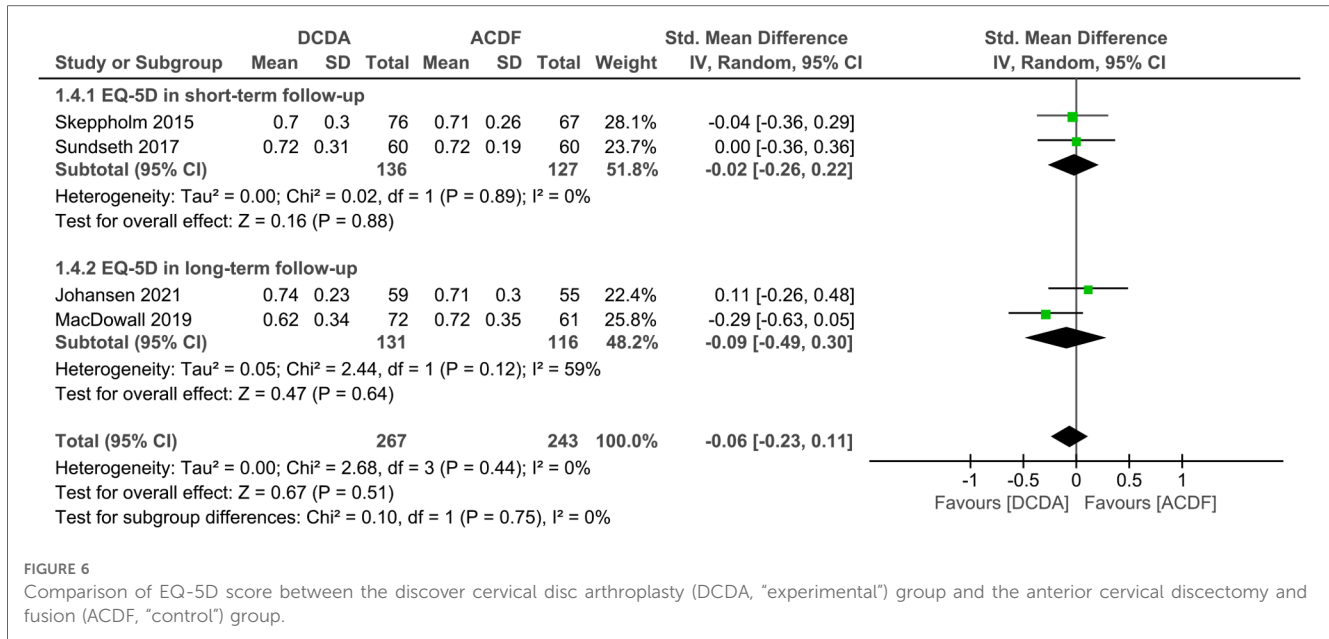 DCDA ACDF Std. Mean Difference Std. Mean Difference
Study or Subgroup Mean SD Total Mean SD Total Weight IV, Random, 95% CI IV, Random, 95% CI
1.4.1 EQ-5D in short-term follow-up
Skeppholm 2015 0.7 0.3 76 0.71 0.26 67 28.1% -0.04 [-0.36, 0.29]
Sundseth 2017 0.72 0.31 60 0.72 0.19 60 23.7% 0.00 [-0.36, 0.36]
Subtotal (95% CI) 136 127 51.8% -0.02 [-0.26, 0.22]
Heterogeneity: Tau² = 0.00; Chi² = 0.02, df = 1 (P = 0.89); I² = 0%
Test for overall effect: Z = 0.16 (P = 0.88)
1.4.2 EQ-5D in long-term follow-up
Johansen 2021 0.74 0.23 59 0.71 0.3 55 22.4% 0.11 [-0.26, 0.48]
MacDowall 2019 0.62 0.34 72 0.72 0.35 61 25.8% -0.29 [-0.63, 0.05]
Subtotal (95% CI) 131 116 48.2% -0.09 [-0.49, 0.30]
Heterogeneity: Tau² = 0.05; Chi² = 2.44, df = 1 (P = 0.12); I² = 59%
Test for overall effect: Z = 0.47 (P = 0.64)
Total (95% CI) 267 243 100.0% -0.06 [-0.23, 0.11]
Heterogeneity: Tau² = 0.00; Chi² = 2.68, df = 3 (P = 0.44); I² = 0%
Test for overall effect: Z = 0.67 (P = 0.51)
Test for subgroup differences: Chi² = 0.10, df = 1 (P = 0.75), I² = 0%
-1 -0.5 0 0.5 1
Favours [DCDA] Favours [ACDF]
FIGURE 6
Comparison of EQ-5D score between the discover cervical disc arthroplasty (DCDA, “experimental”) group and the anterior cervical discectomy and
fusion (ACDF, “control”) group.